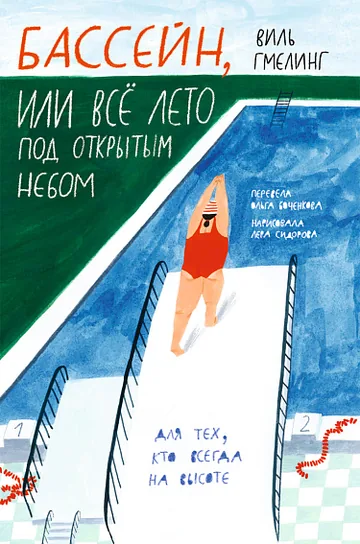 БАССЕЙН,
ИЛИ ВСЁ ЛЕТО
ПОД ОТКРЫТЫМ
НЕБОМ
ВИЛЬ
ГМЕЛИНГ
ПЕРЕВЕЛА
ОЛЬГА БОЧЕНКОВА
НАРИСОВАЛА
ЛЕРА СИДОРОВА.
1
2
ДЛЯ ТЕХ,
КТО ВСЕГДА
НА ВЫСОТЕ